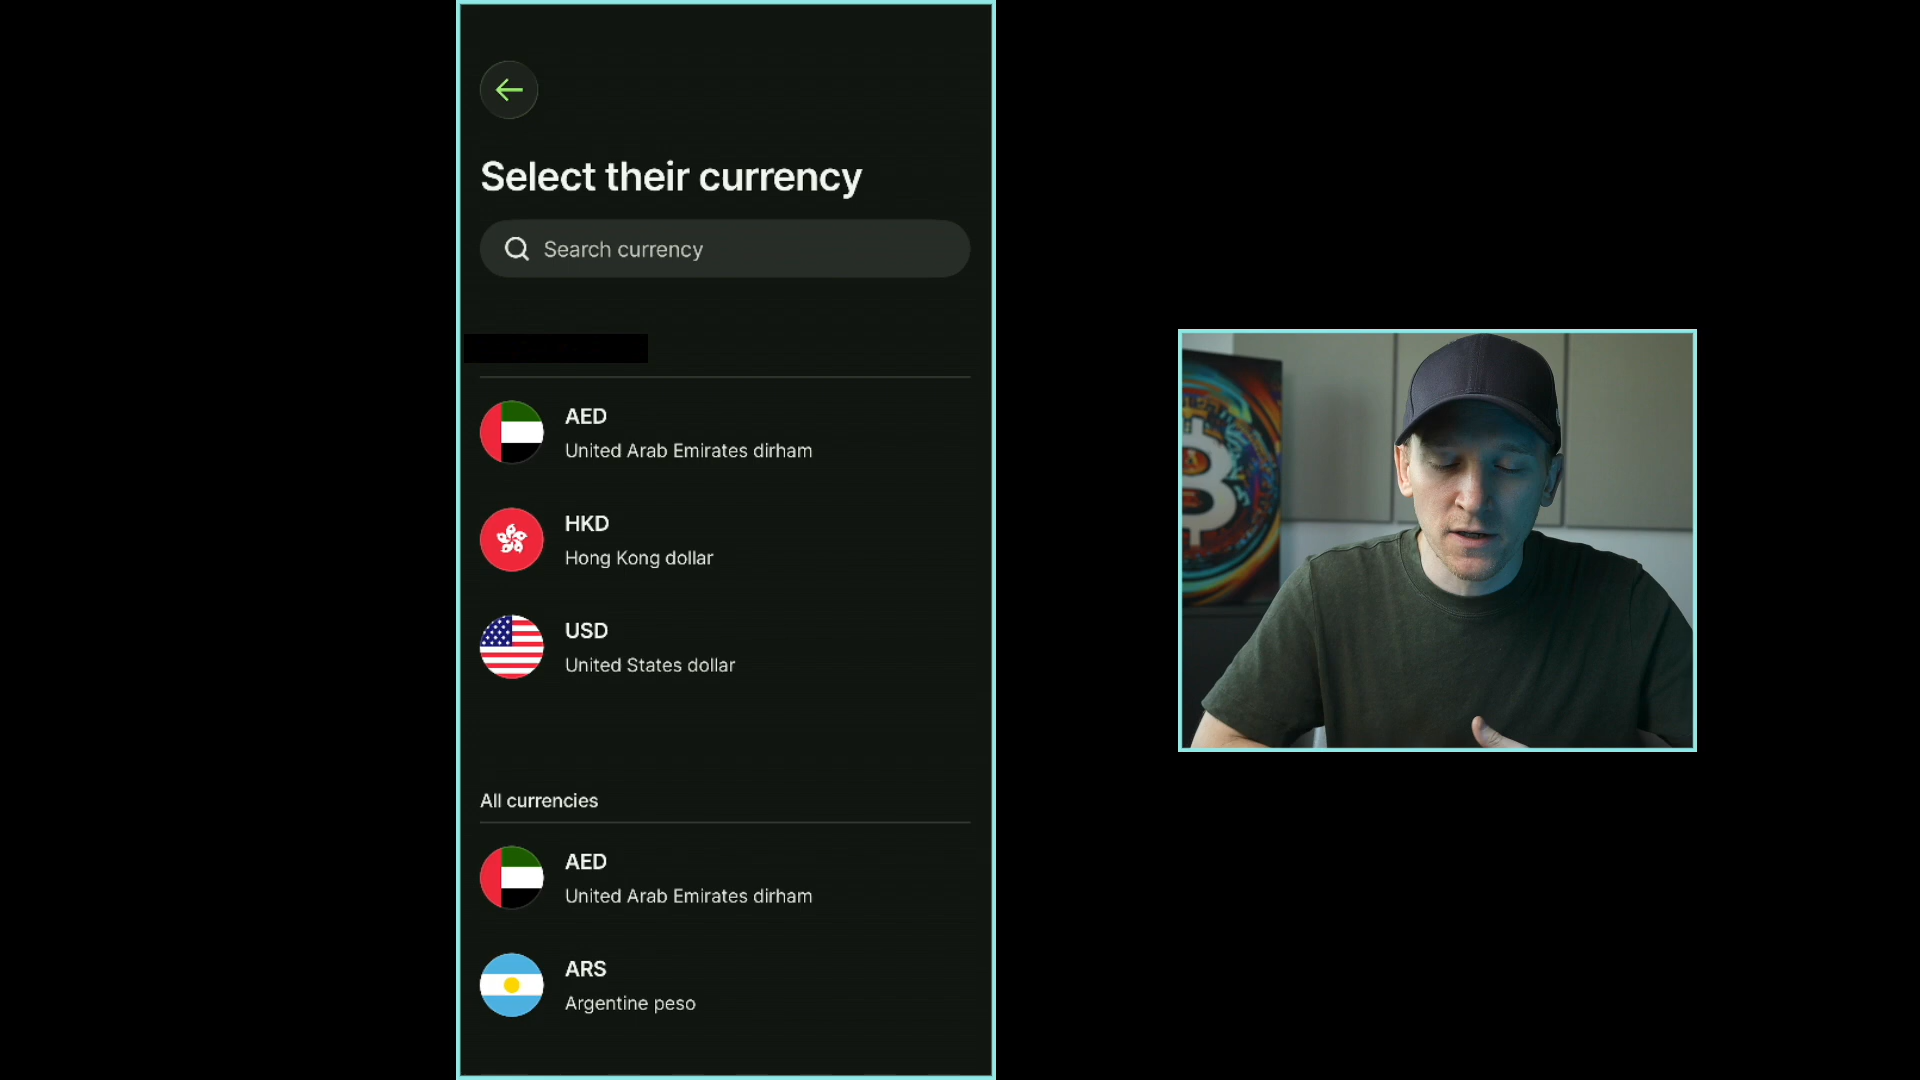 Select their currency
Search currency
AED
United Arab Emirates dirham
HKD
Hong Kong dollar
USD
United States dollar
All currencies
AED
United Arab Emirates dirham
ARS
Argentine peso